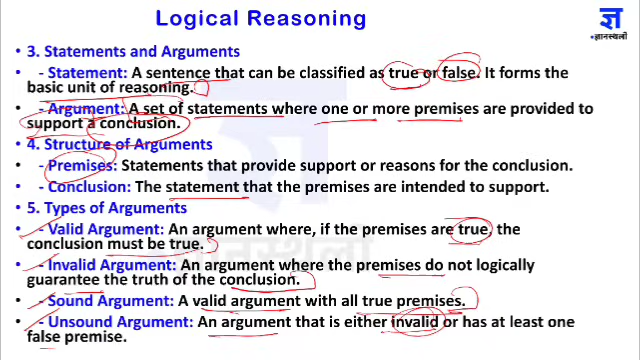 Logical Reasoning
ज्ञ
ज्ञानस्थली
• 3. Statements and Arguments
• - Statement: A sentence that can be classified as true or false. It forms the
basic unit of reasoning.
• - Argument: A set of statements where one or more premises are provided to
support a conclusion.
• 4. Structure of Arguments
• - Premises: Statements that provide support or reasons for the conclusion.
• - Conclusion: The statement that the premises are intended to support.
• 5. Types of Arguments
• - Valid Argument: An argument where, if the premises are true, the
conclusion must be true.
• - Invalid Argument: An argument where the premises do not logically
guarantee the truth of the conclusion.
• - Sound Argument: A valid argument with all true premises.
• - Unsound Argument: An argument that is either invalid or has at least one
false premise.
ज्ञ
ज्ञानस्थली